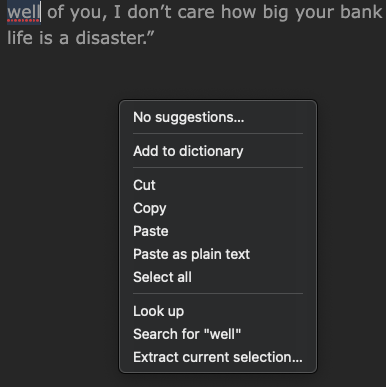 well of you, I don’t care how big your bank
life is a disaster.”
No suggestions...
Add to dictionary
Cut
Copy
Paste
Paste as plain text
Select all
Look up
Search for "well"
Extract current selection...